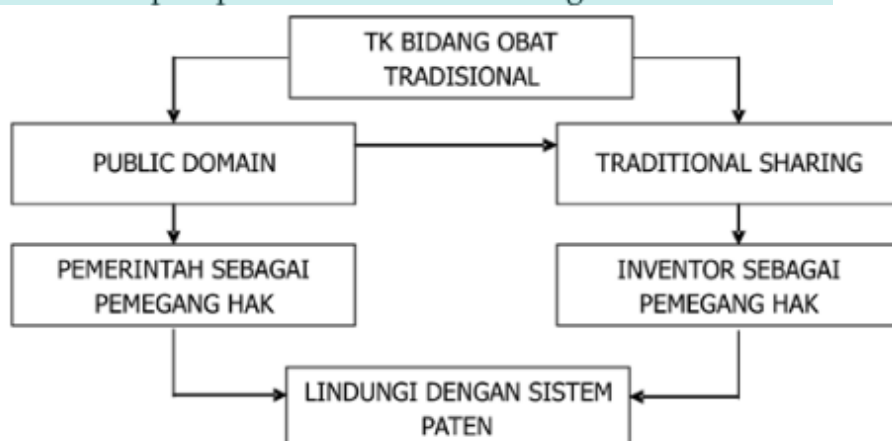 TK BIDANG OBAT
TRADISIONAL
PUBLIC DOMAIN
TRADITIONAL SHARING
PEMERINTAH SEBAGAI
PEMEGANG HAK
INVENTOR SEBAGAI
PEMEGANG HAK
LINDUNGI DENGAN SISTEM
PATEN